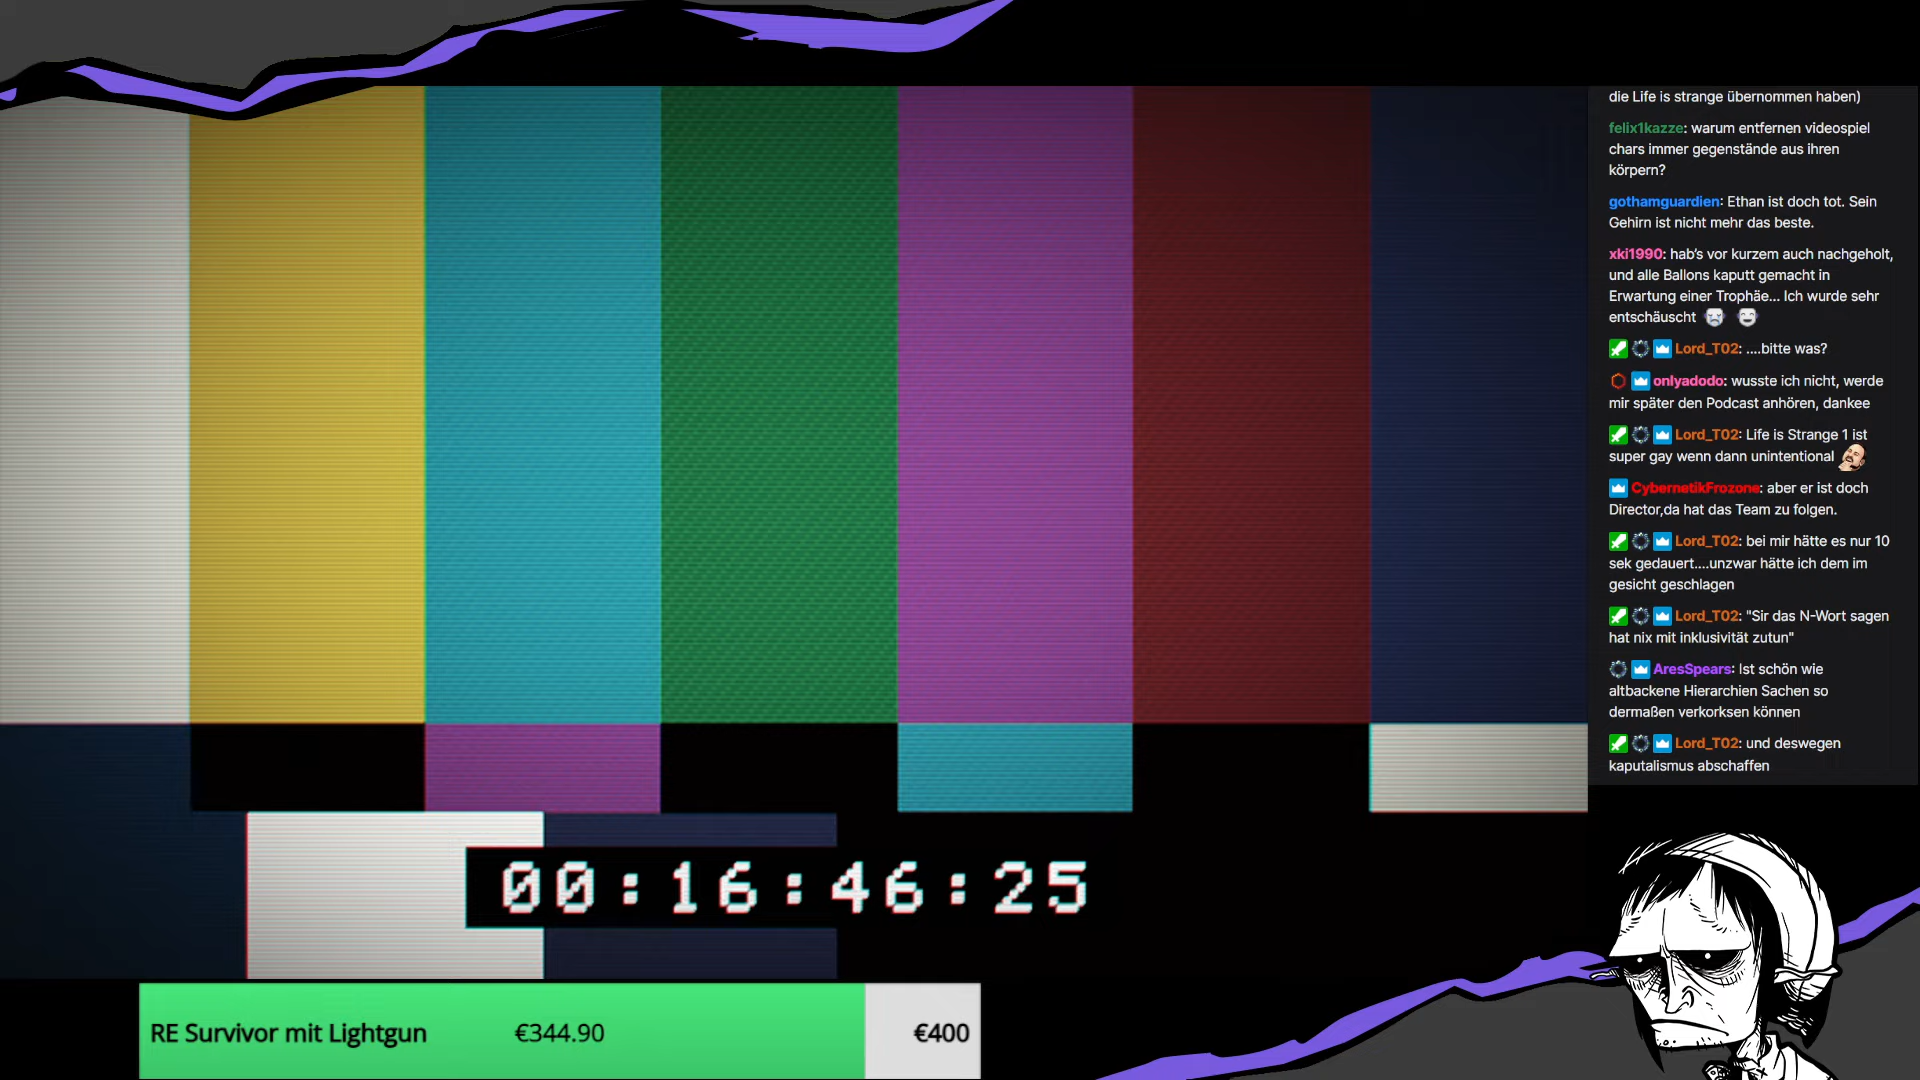 die Life is strange übernommen haben)
felix1kazze: warum entfernen videospiel
chars immer gegenstände aus ihren
körpern?
gothamguardien: Ethan ist doch tot. Sein
Gehirn ist nicht mehr das beste.
xki1990: hab's vor kurzem auch nachgeholt,
und alle Ballons kaputt gemacht in
Erwartung einer Trophäe... Ich wurde sehr
entschäuscht
Lord_T02: ....bitte was?
onlyadodo: wusste ich nicht, werde
mir später den Podcast anhören, dankee
Lord_T02: Life is Strange 1 ist
super gay wenn dann unintentional
CybernetikFrozone: aber er ist doch
Director,da hat das Team zu folgen.
Lord_T02: bei mir hätte es nur 10
sek gedauert....unzwar hätte ich dem im
gesicht geschlagen
Lord_T02: "Sir das N-Wort sagen
hat nix mit inklusivität zutun"
AresSpears: Ist schön wie
altbackene Hierarchien Sachen so
dermaßen verkorksen können
Lord_T02: und deswegen
kaputalismus abschaffen
00:16:46:25
RE Survivor mit Lightgun €344.90 €400